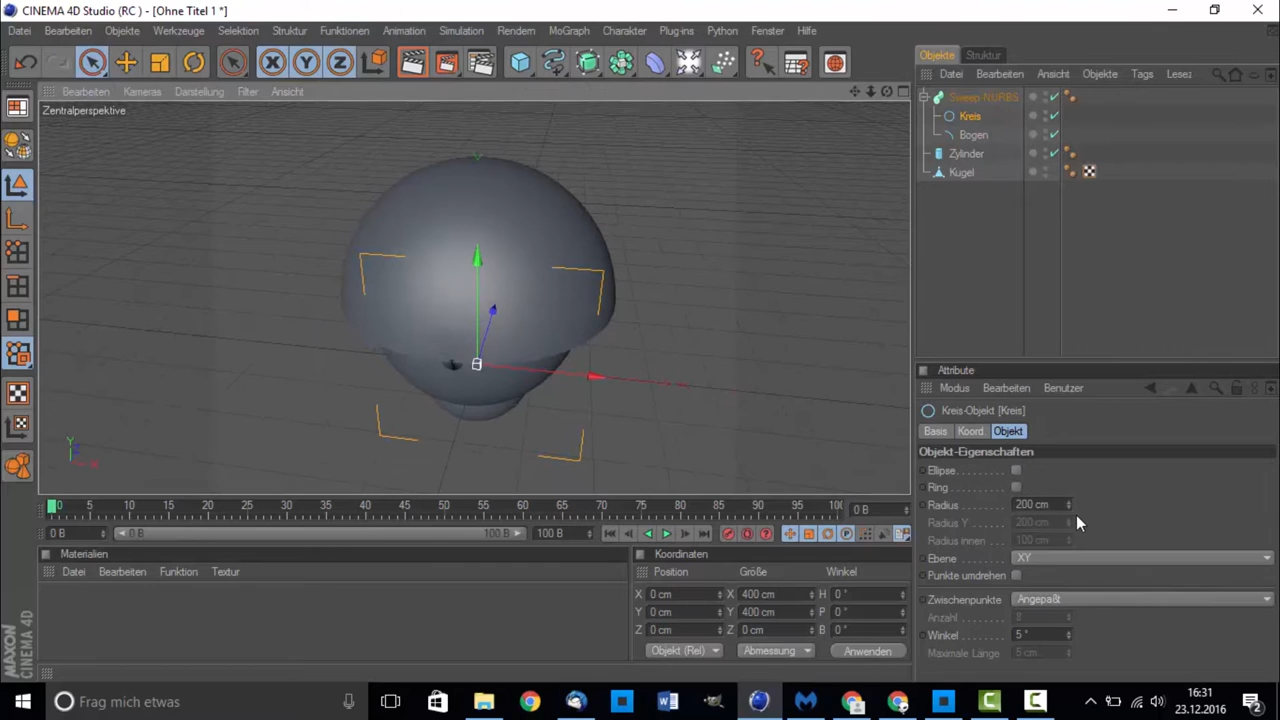 CINEMA 4D Studio (RC ) - [Ohne Titel 1 *]
Datei Bearbeiten Objekte Werkzeuge Selektion Struktur Funktionen Animation Simulation Rendern MoGraph Charakter Plug-ins Python Fenster Hilfe
X Y Z
Objekte Struktur
Datei Bearbeiten Ansicht Objekte Tags Lesez
Bearbeiten Kameras Darstellung Filter Ansicht
Zentralperspektive
Sweep NURBS
Kreis
Bogen
Zylinder
Kugel
Attribute
Modus Bearbeiten Benutzer
Kreis-Objekt [Kreis]
Basis Koord. Objekt
Objekt-Eigenschaften
Ellipse
Ring
Radius 200 cm
Radius Y 200 cm
Radius innen 100 cm
Ebene XY
Punkte umdrehen
Zwischenpunkte Angepaßt
Anzahl 8
Winkel 5 °
Maximale Länge 5 cm
Y
0 5 10 15 20 25 30 35 40 45 50 55 60 65 70 75 80 85 90 95 100 0 B
0 B 0 B 100 B 100 B
Materialien
Datei Bearbeiten Funktion Textur
Koordinaten
Position Größe Winkel
X 0 cm X 400 cm H 0 °
Y 0 cm Y 400 cm P 0 °
Z 0 cm Z 0 cm B 0 °
Objekt (Rel) Abmessung Anwenden
MAXON
CINEMA 4D
Frag mich etwas
16:31
23.12.2016
2